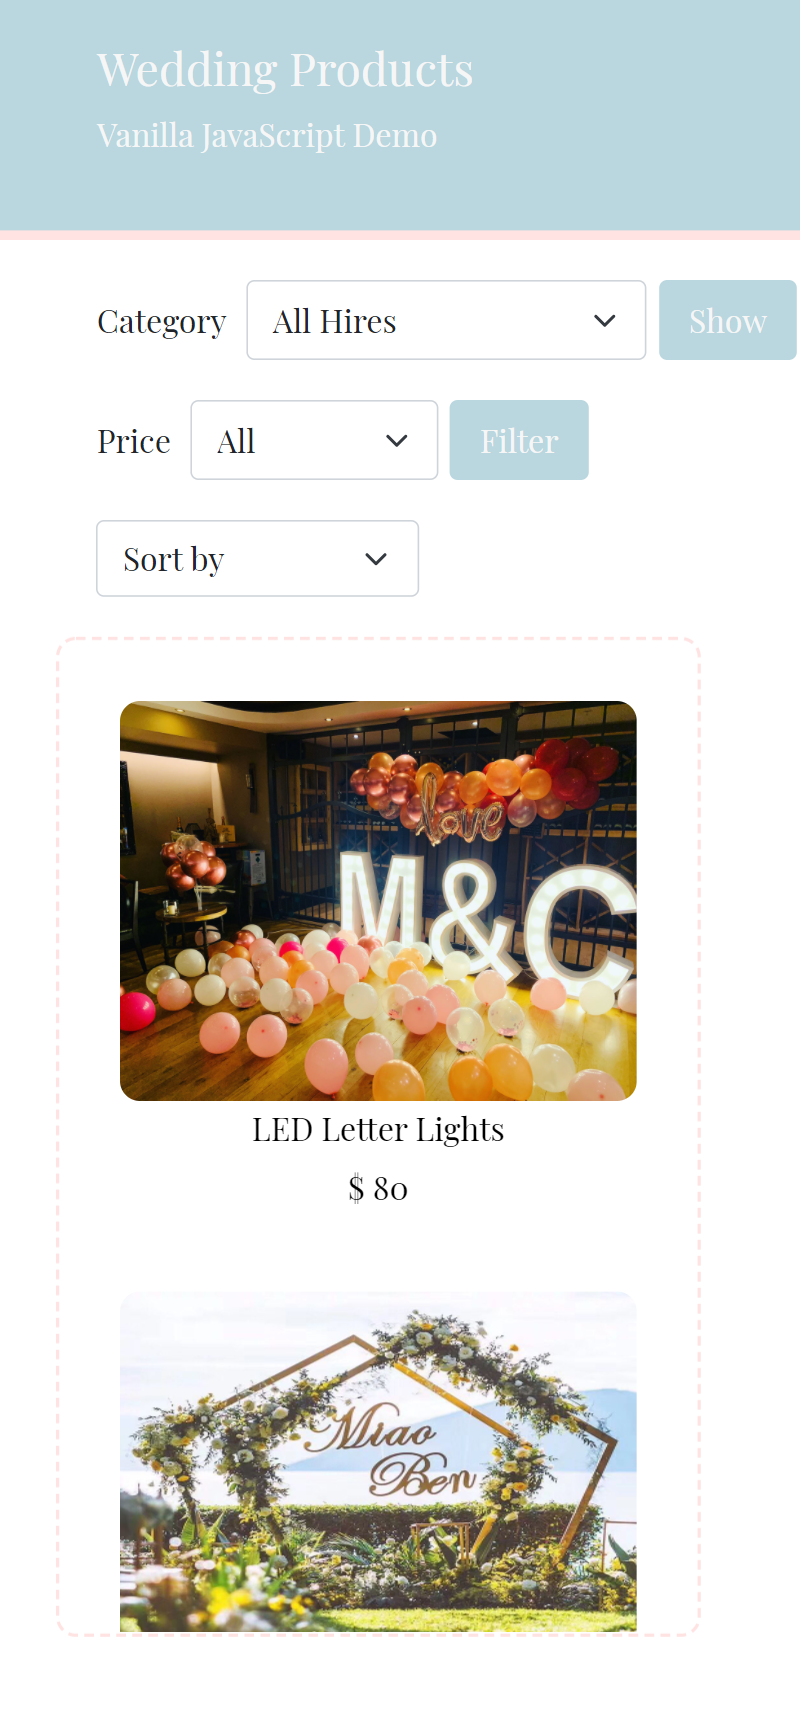 Wedding Products
Vanilla JavaScript Demo
Category All Hires Show
Price All Filter
Sort by
love
M&C
LED Letter Lights
$ 80
Miao
Ben